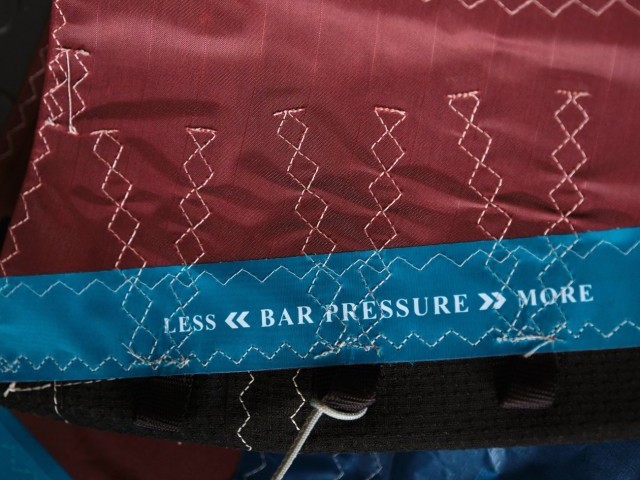 LESS « BAR PRESSURE » MORE